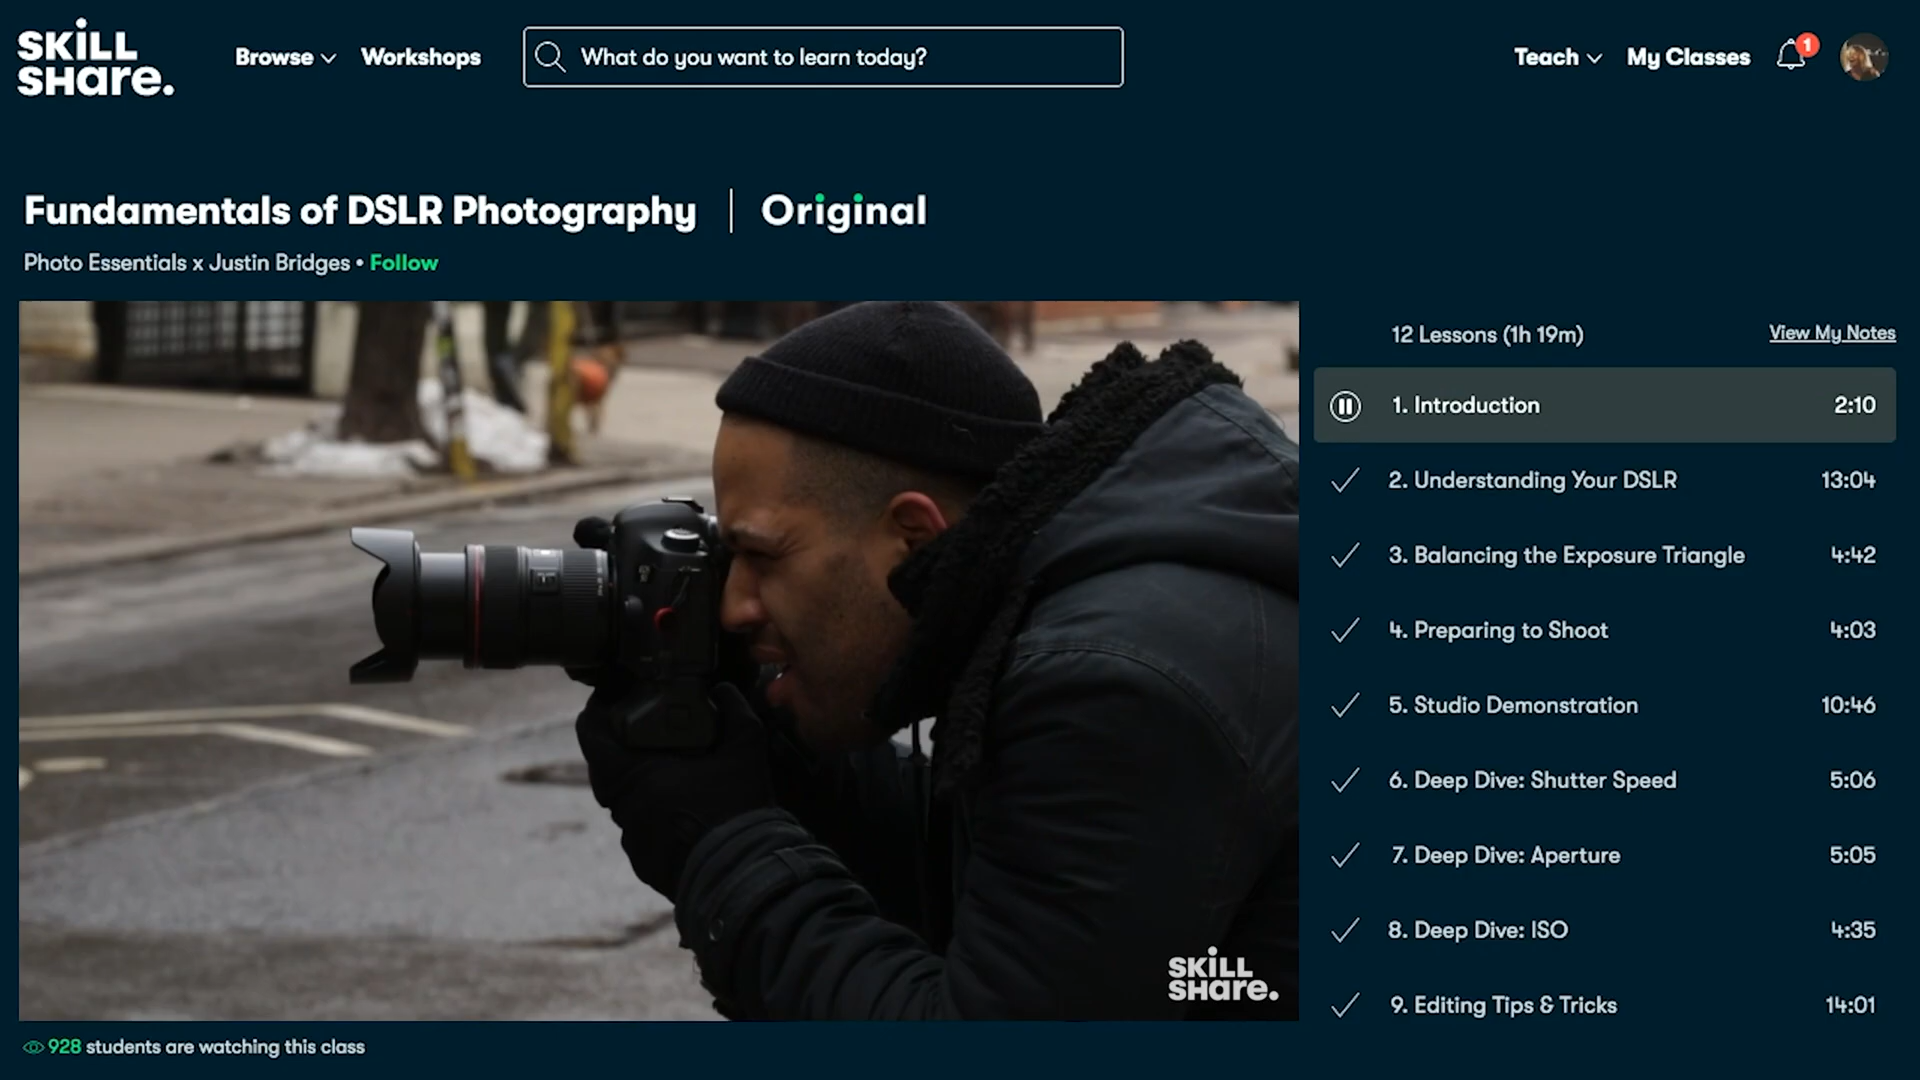 SKILL
SHare.
Browse
Workshops
What do you want to learn today?
Teach
My Classes
1
Fundamentals of DSLR Photography | Original
Photo Essentials x Justin Bridges • Follow
12 Lessons (1h 19m)
View My Notes
1. Introduction 2:10
2. Understanding Your DSLR 13:04
3. Balancing the Exposure Triangle 4:42
4. Preparing to Shoot 4:03
5. Studio Demonstration 10:46
6. Deep Dive: Shutter Speed 5:06
7. Deep Dive: Aperture 5:05
8. Deep Dive: ISO 4:35
9. Editing Tips & Tricks 14:01
SKILL
SHare.
928 students are watching this class